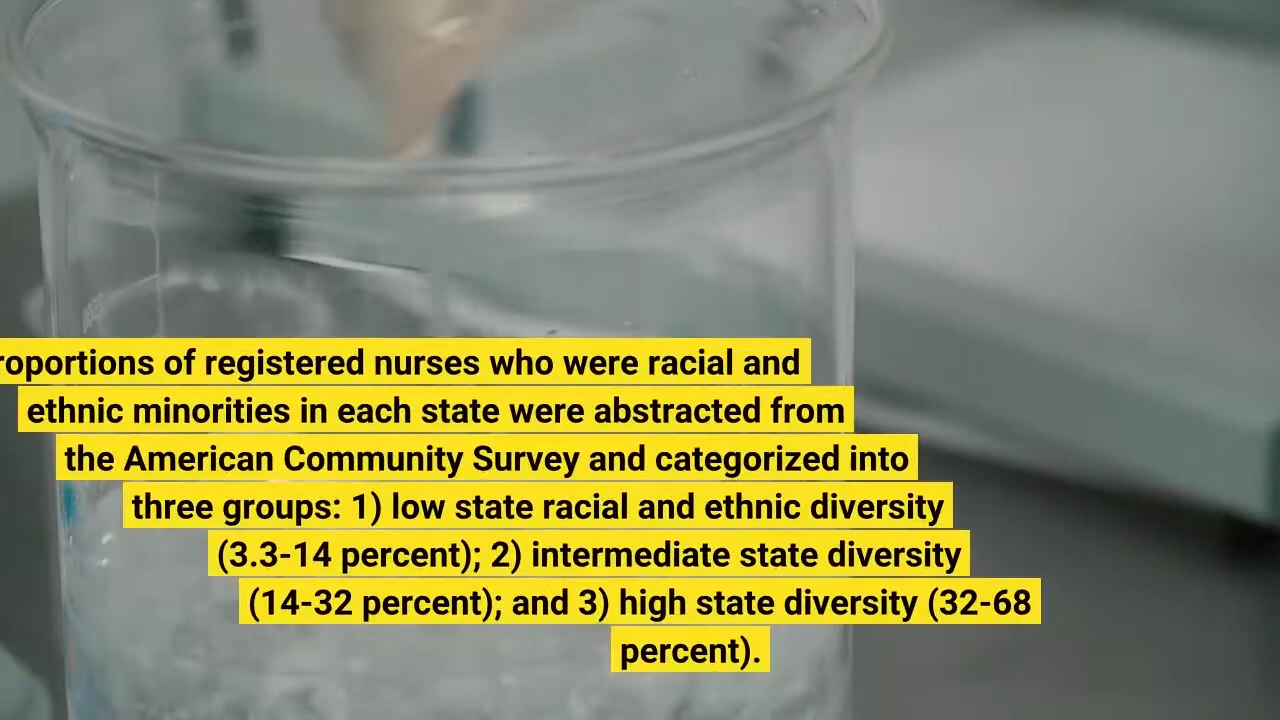 roportions of registered nurses who were racial and
ethnic minorities in each state were abstracted from
the American Community Survey and categorized into
three groups: 1) low state racial and ethnic diversity
(3.3-14 percent); 2) intermediate state diversity
(14-32 percent); and 3) high state diversity (32-68
percent).